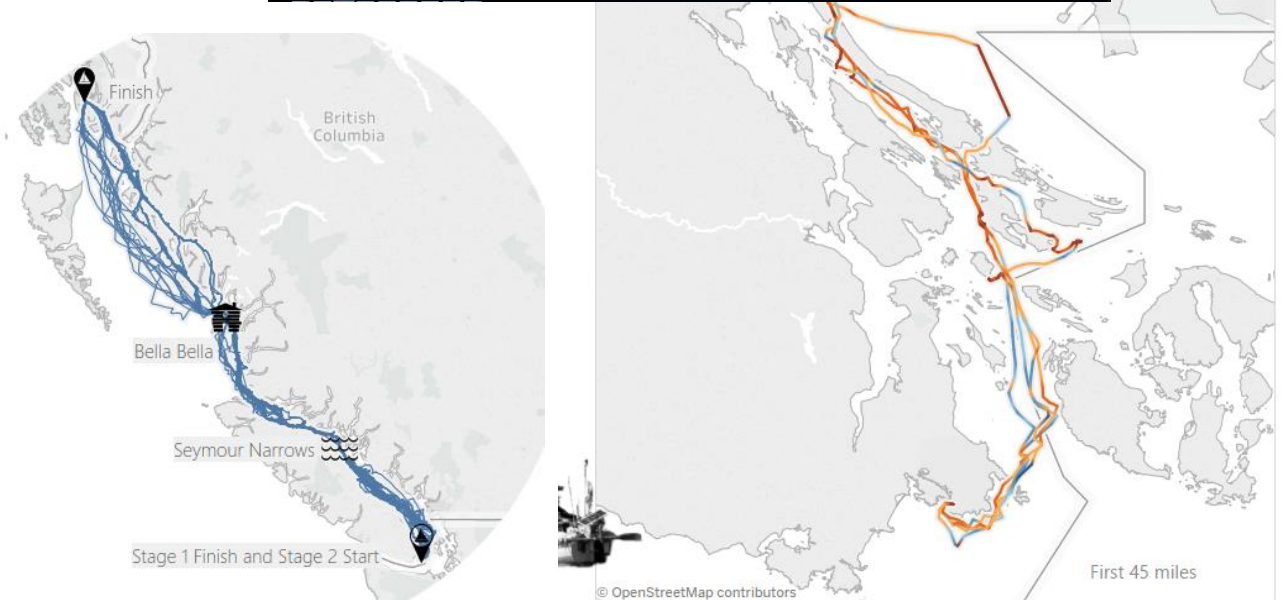 Finish
British
Columbia
Bella Bella
Seymour Narrows
Stage 1 Finish and Stage 2 Start
First 45 miles
© OpenStreetMap contributors